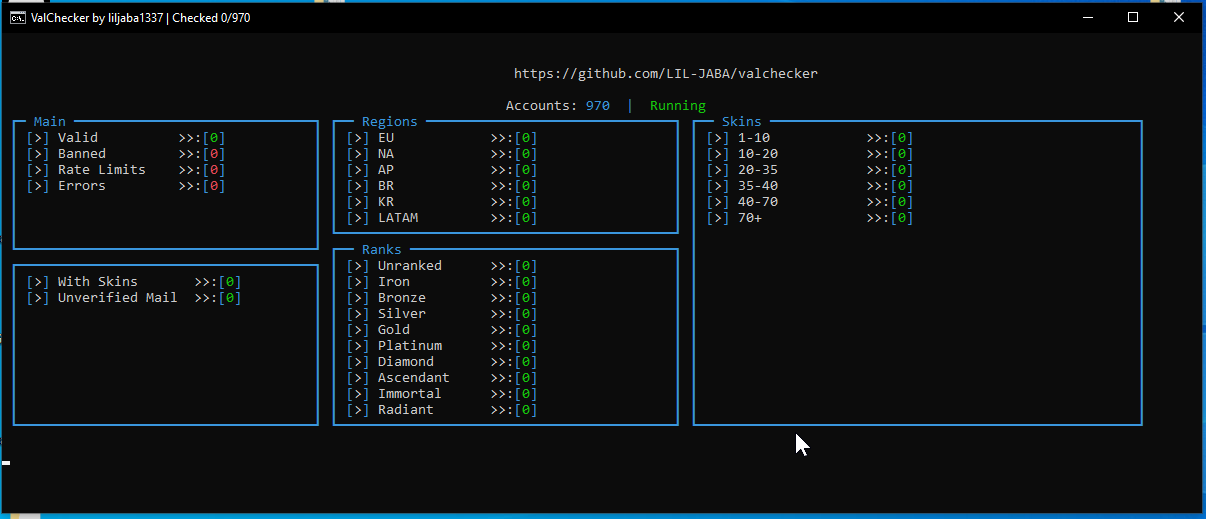 ValChecker by liljaba1337 | Checked 0/970
https://github.com/LIL-JABA/valchecker
Accounts: 970 | Running
Main
[>] Valid >>:[0]
[>] Banned >>:[0]
[>] Rate Limits >>:[0]
[>] Errors >>:[0]
[>] With Skins >>:[0]
[>] Unverified Mail >>:[0]
Regions
[>] EU >>:[0]
[>] NA >>:[0]
[>] AP >>:[0]
[>] BR >>:[0]
[>] KR >>:[0]
[>] LATAM >>:[0]
Ranks
[>] Unranked >>:[0]
[>] Iron >>:[0]
[>] Bronze >>:[0]
[>] Silver >>:[0]
[>] Gold >>:[0]
[>] Platinum >>:[0]
[>] Diamond >>:[0]
[>] Ascendant >>:[0]
[>] Immortal >>:[0]
[>] Radiant >>:[0]
Skins
[>] 1-10 >>:[0]
[>] 10-20 >>:[0]
[>] 20-35 >>:[0]
[>] 35-40 >>:[0]
[>] 40-70 >>:[0]
[>] 70+ >>:[0]